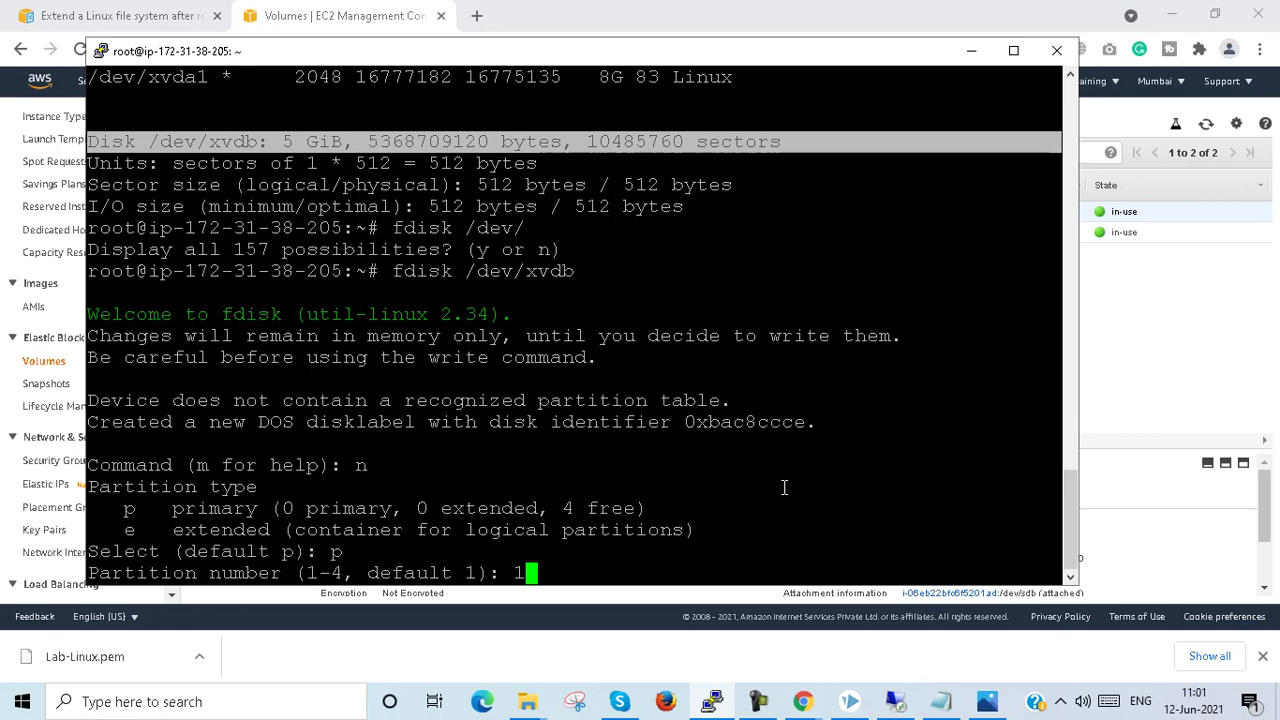 Extend a Linux file system after r
Volumes | EC2 Management Con
root@ip-172-31-38-205: ~
aws
Se
aining
Mumbai
Support
Instance Type
Launch Temp
Spot Request
Savings Plans
Reserved Inst
Dedicated Ho
Capacity Rese
Images
AMIs
Elastic Block
Volumes
Snapshots
Lifecycle Man
Network & S
Security Grou
Elastic IPs
Placement Gr
Key Pairs
Network Inter
Load Balancing
/dev/xvda1 * 2048 16777182 16775135 8G 83 Linux
Disk /dev/xvdb: 5 GiB, 5368709120 bytes, 10485760 sectors
Units: sectors of 1 * 512 = 512 bytes
Sector size (logical/physical): 512 bytes / 512 bytes
I/O size (minimum/optimal): 512 bytes / 512 bytes
root@ip-172-31-38-205:~# fdisk /dev/
Display all 157 possibilities? (y or n)
root@ip-172-31-38-205:~# fdisk /dev/xvdb
Welcome to fdisk (util-linux 2.34).
Changes will remain in memory only, until you decide to write them.
Be careful before using the write command.
Device does not contain a recognized partition table.
Created a new DOS disklabel with disk identifier 0xbac8ccce.
Command (m for help): n
Partition type
p primary (0 primary, 0 extended, 4 free)
e extended (container for logical partitions)
Select (default p): p
Partition number (1-4, default 1): 1
1 to 2 of 2
State
in-use
in-use
Encryption Not Encrypted
Attachment information i-06eb22bfc6f5201ad:/dev/sdb (attached)
Feedback English (US)
© 2008 - 2021, Amazon Internet Services Private Ltd. or its affiliates. All rights reserved. Privacy Policy Terms of Use Cookie preferences
Lab-Linux.pem
Show all
Type here to search
ENG
11:01
12-Jun-2021
1